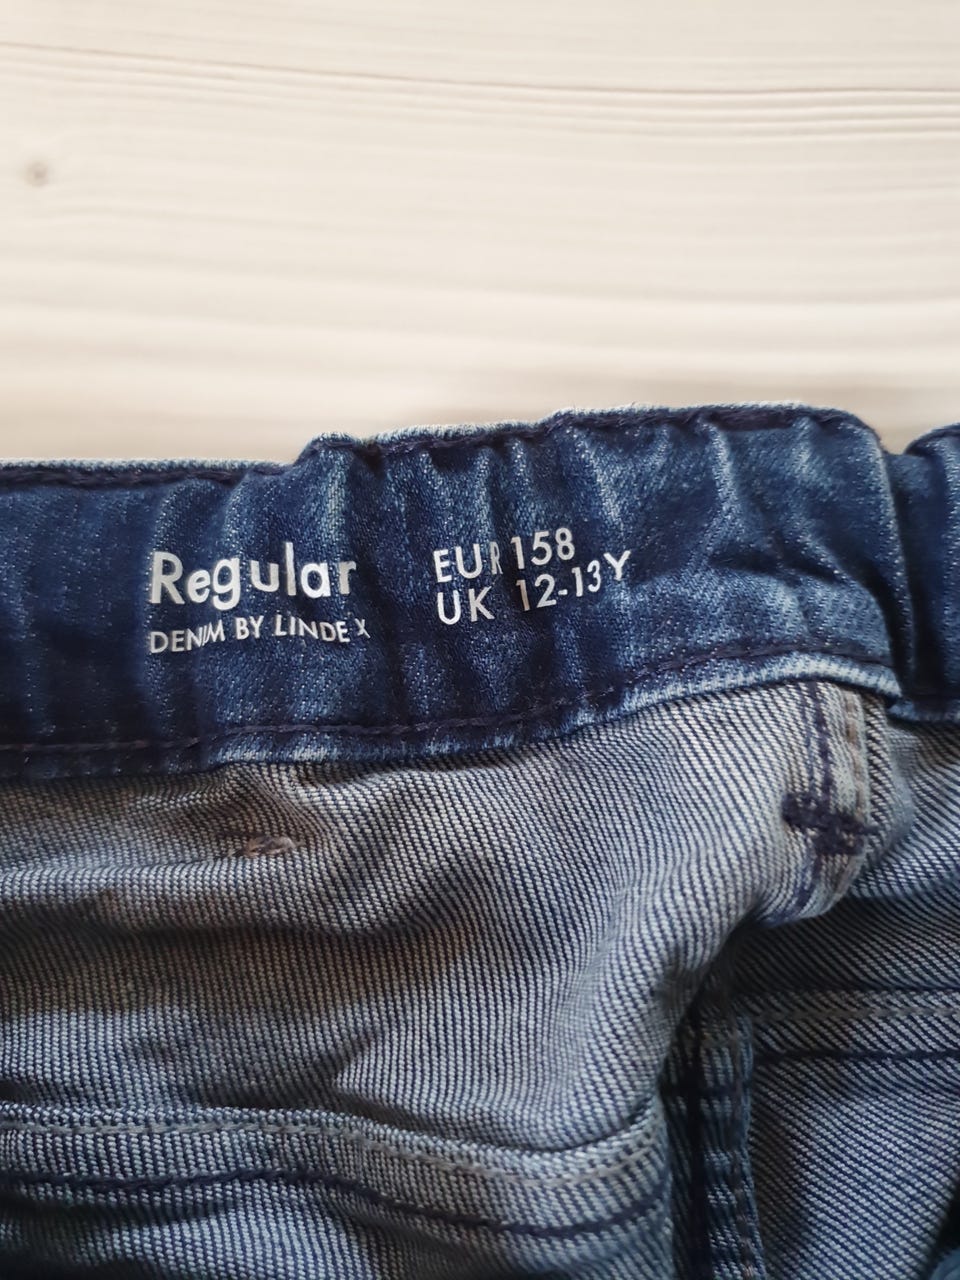 Regular
DENIM BY LINDEX
EUR 158
UK 12-13Y